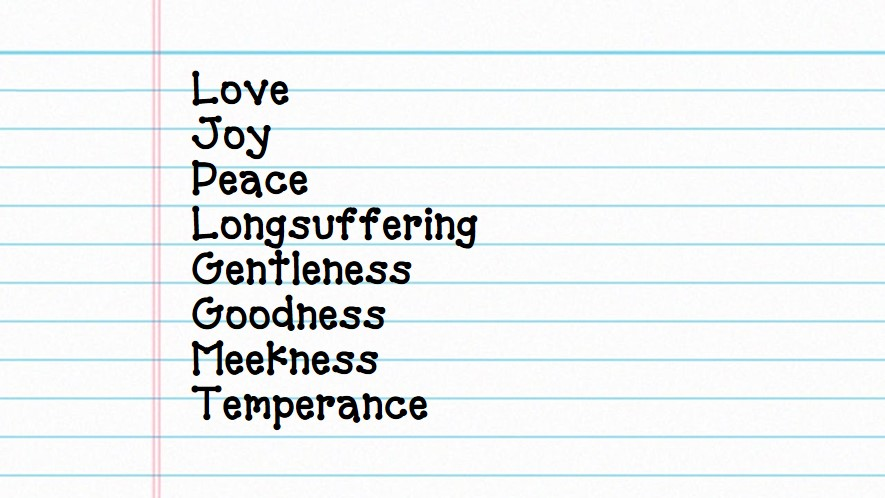 Love
Joy
Peace
Longsuffering
Gentleness
Goodness
Meekness
Temperance